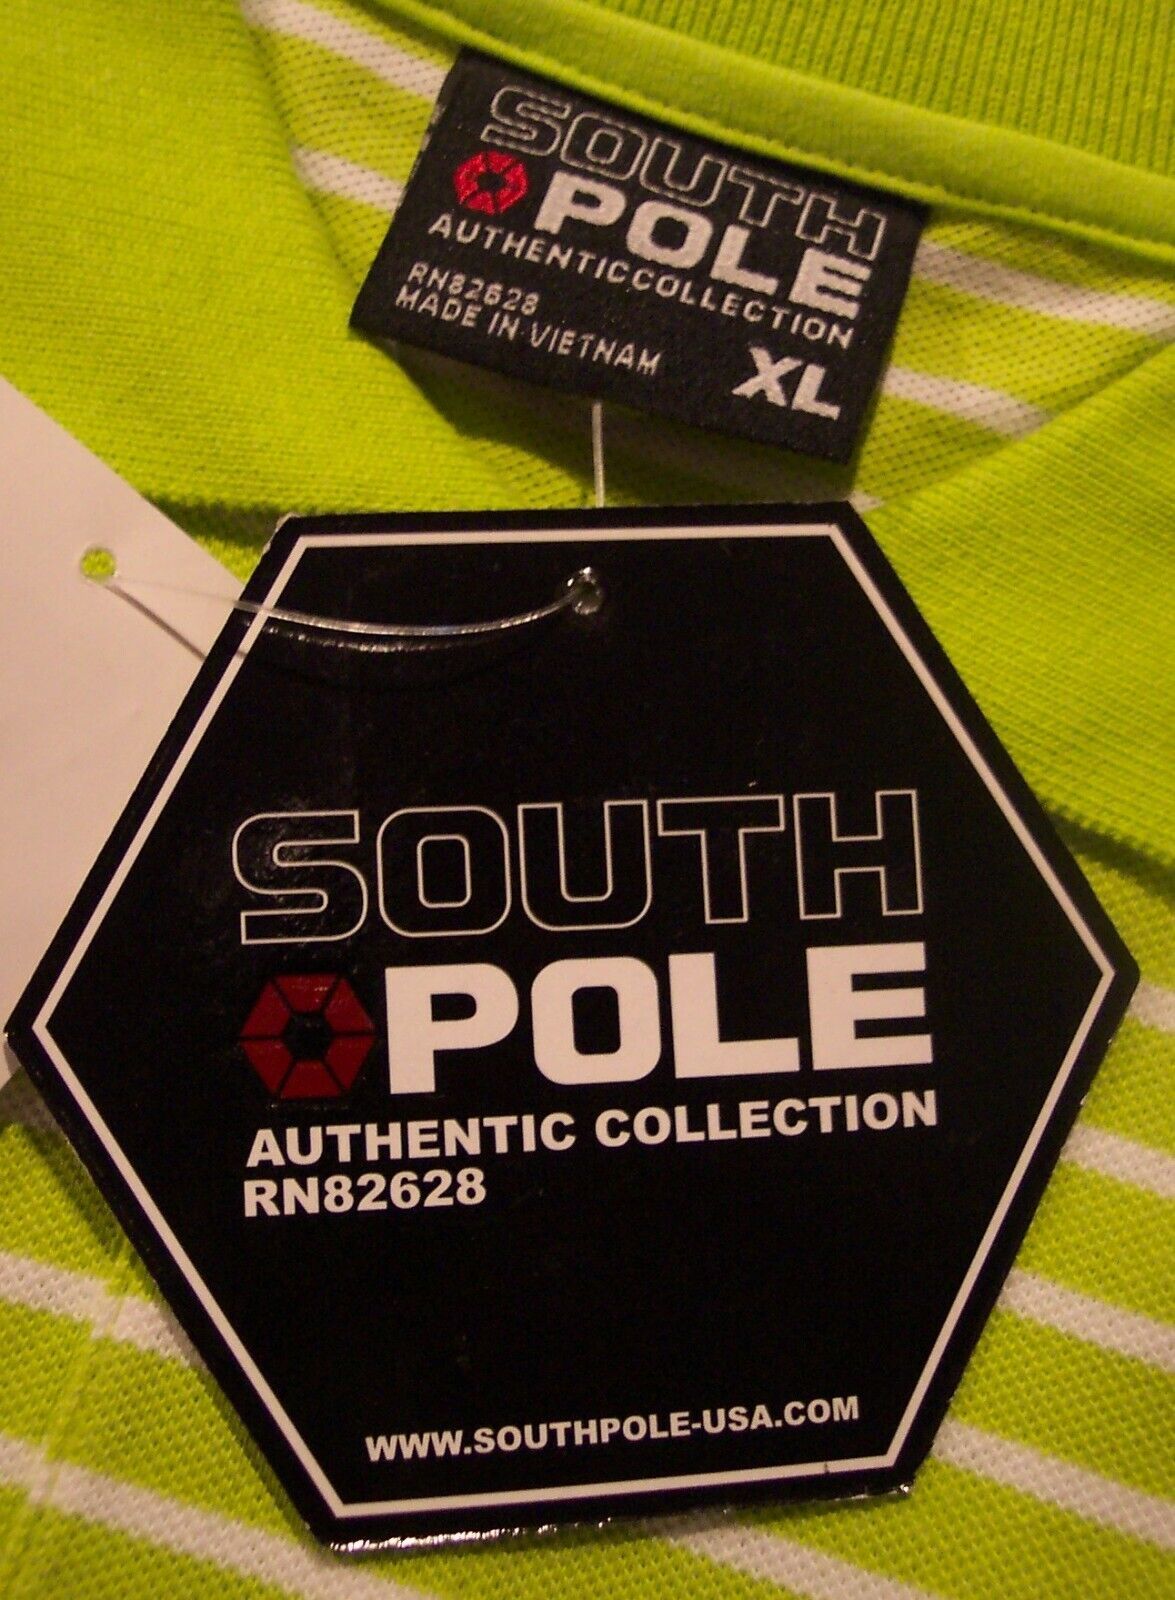 SOUTH
POLE
AUTHENTICCOLLECTION
RN82628
MADE IN VIETNAM
XL
SOUTH
POLE
AUTHENTIC COLLECTION
RN82628
WWW.SOUTHPOLE-USA.COM